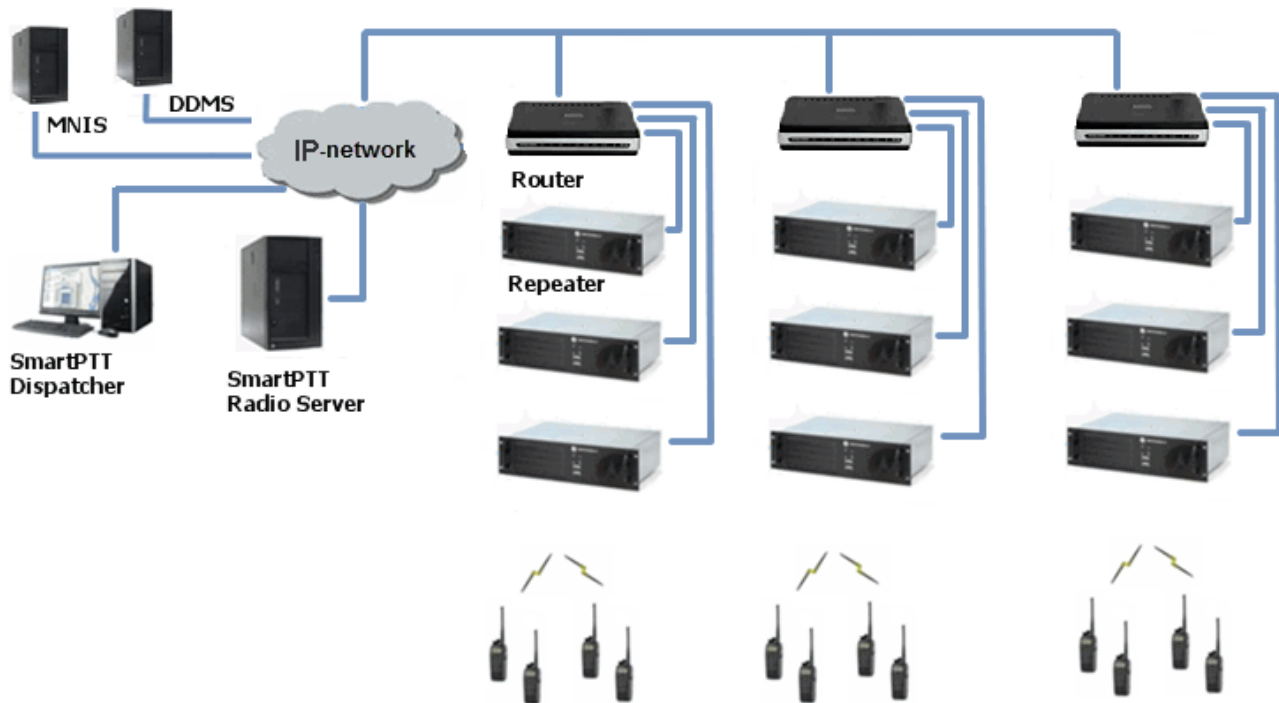 DDMS
MNIS
IP-network
Router
Repeater
SmartPTT
Dispatcher
SmartPTT
Radio Server